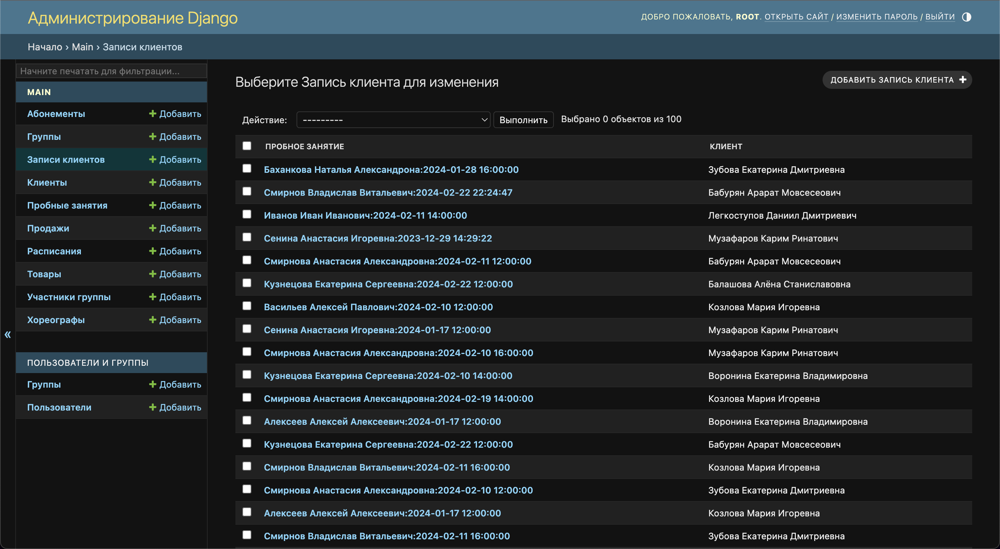 Администрирование Django
ДОБРО ПОЖАЛОВАТЬ, ROOT. ОТКРЫТЬ САЙТ / ИЗМЕНИТЬ ПАРОЛЬ / ВЫЙТИ
Начало › Main › Записи клиентов
Начните печатать для фильтрации...
MAIN
Абонементы + Добавить
Группы + Добавить
Записи клиентов + Добавить
Клиенты + Добавить
Пробные занятия + Добавить
Продажи + Добавить
Расписания + Добавить
Товары + Добавить
Участники группы + Добавить
Хореографы + Добавить
«
ПОЛЬЗОВАТЕЛИ И ГРУППЫ
Группы + Добавить
Пользователи + Добавить
Выберите Запись клиента для изменения
ДОБАВИТЬ ЗАПИСЬ КЛИЕНТА +
Действие: --------- Выполнить Выбрано 0 объектов из 100
ПРОБНОЕ ЗАНЯТИЕ КЛИЕНТ
Баханкова Наталья Александрона:2024-01-28 16:00:00 Зубова Екатерина Дмитриевна
Смирнов Владислав Витальевич:2024-02-22 22:24:47 Бабурян Арарат Мовсесеович
Иванов Иван Иванович:2024-02-11 14:00:00 Легкоступов Даниил Дмитриевич
Сенина Анастасия Игоревна:2023-12-29 14:29:22 Музафаров Карим Ринатович
Смирнова Анастасия Александровна:2024-02-11 12:00:00 Бабурян Арарат Мовсесеович
Кузнецова Екатерина Сергеевна:2024-02-22 12:00:00 Балашова Алёна Станиславовна
Васильев Алексей Павлович:2024-02-10 12:00:00 Козлова Мария Игоревна
Сенина Анастасия Игоревна:2024-01-17 12:00:00 Музафаров Карим Ринатович
Смирнова Анастасия Александровна:2024-02-10 16:00:00 Музафаров Карим Ринатович
Кузнецова Екатерина Сергеевна:2024-02-10 14:00:00 Воронина Екатерина Владимировна
Смирнова Анастасия Александровна:2024-02-19 14:00:00 Козлова Мария Игоревна
Алексеев Алексей Алексеевич:2024-01-17 12:00:00 Воронина Екатерина Владимировна
Кузнецова Екатерина Сергеевна:2024-02-22 12:00:00 Бабурян Арарат Мовсесеович
Смирнов Владислав Витальевич:2024-02-11 16:00:00 Козлова Мария Игоревна
Смирнова Анастасия Александровна:2024-02-10 12:00:00 Зубова Екатерина Дмитриевна
Алексеев Алексей Алексеевич:2024-01-17 12:00:00 Козлова Мария Игоревна
Смирнов Владислав Витальевич:2024-02-11 16:00:00 Зубова Екатерина Дмитриевна